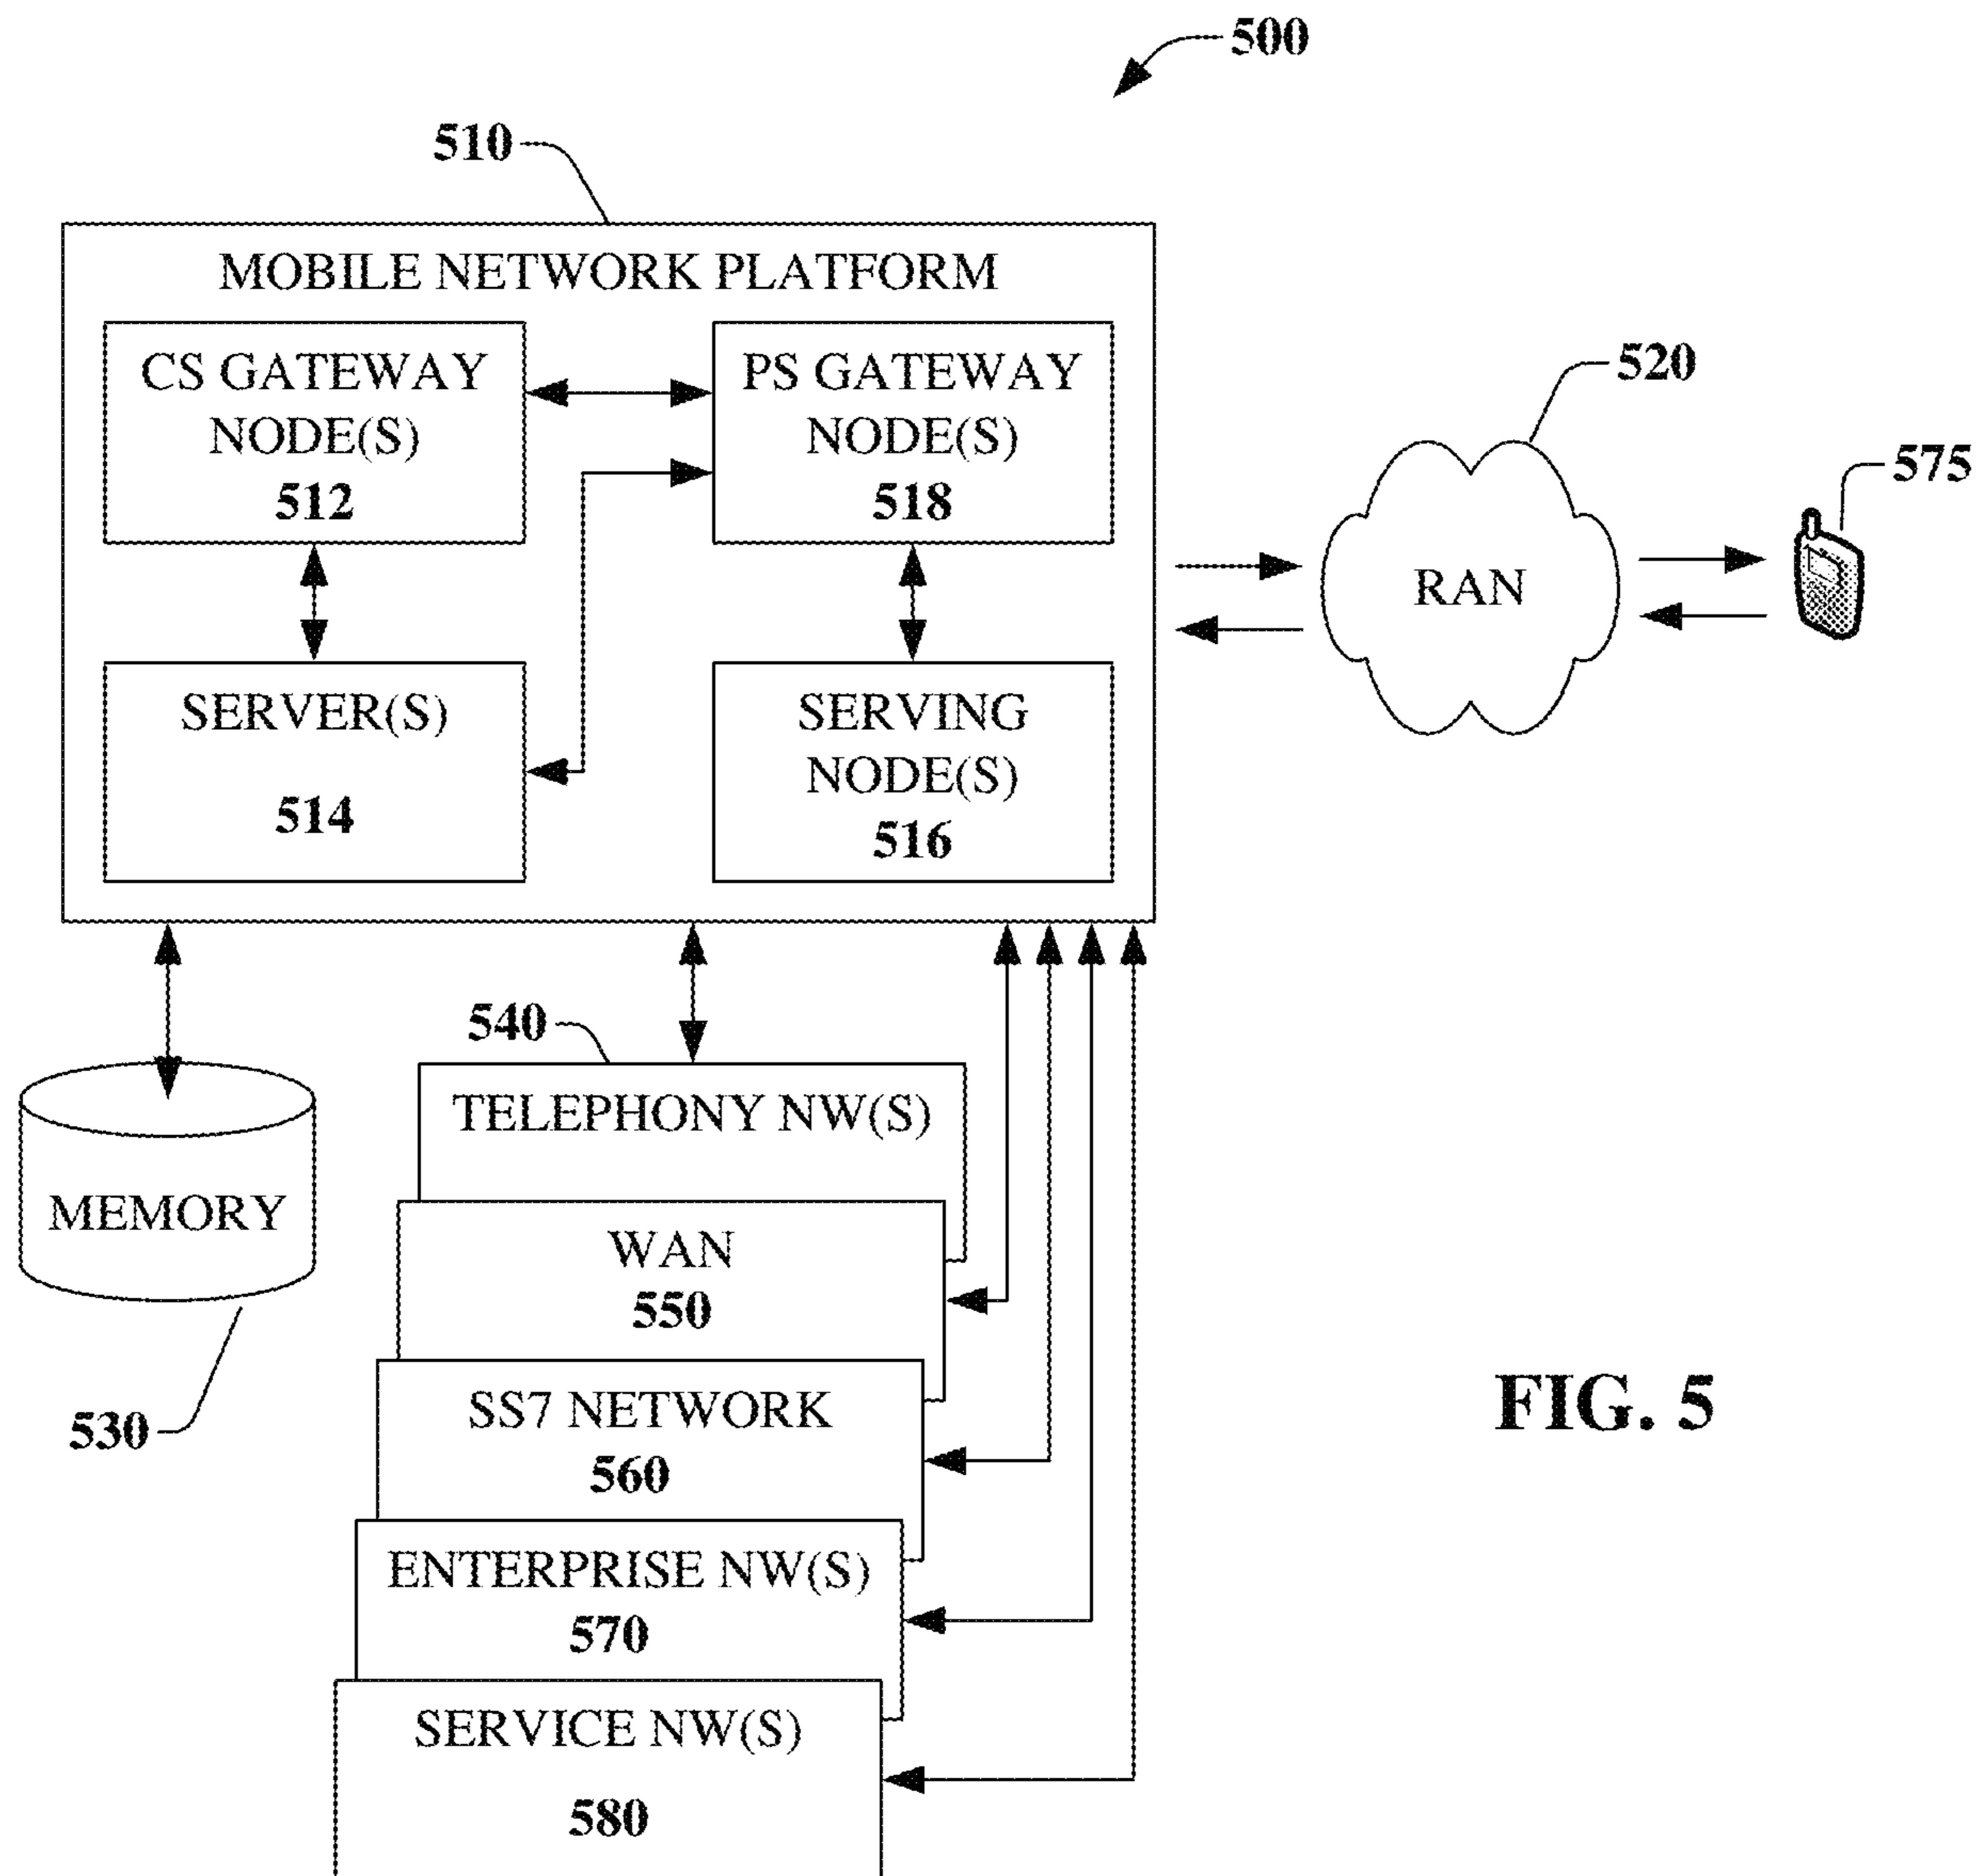 500
510
MOBILE NETWORK PLATFORM
CS GATEWAY
NODE(S)
512
PS GATEWAY
NODE(S)
518
SERVER(S)
514
SERVING
NODE(S)
516
520
RAN
575
540
TELEPHONY NW(S)
MEMORY
530
WAN
550
SS7 NETWORK
560
ENTERPRISE NW(S)
570
SERVICE NW(S)
580
FIG. 5